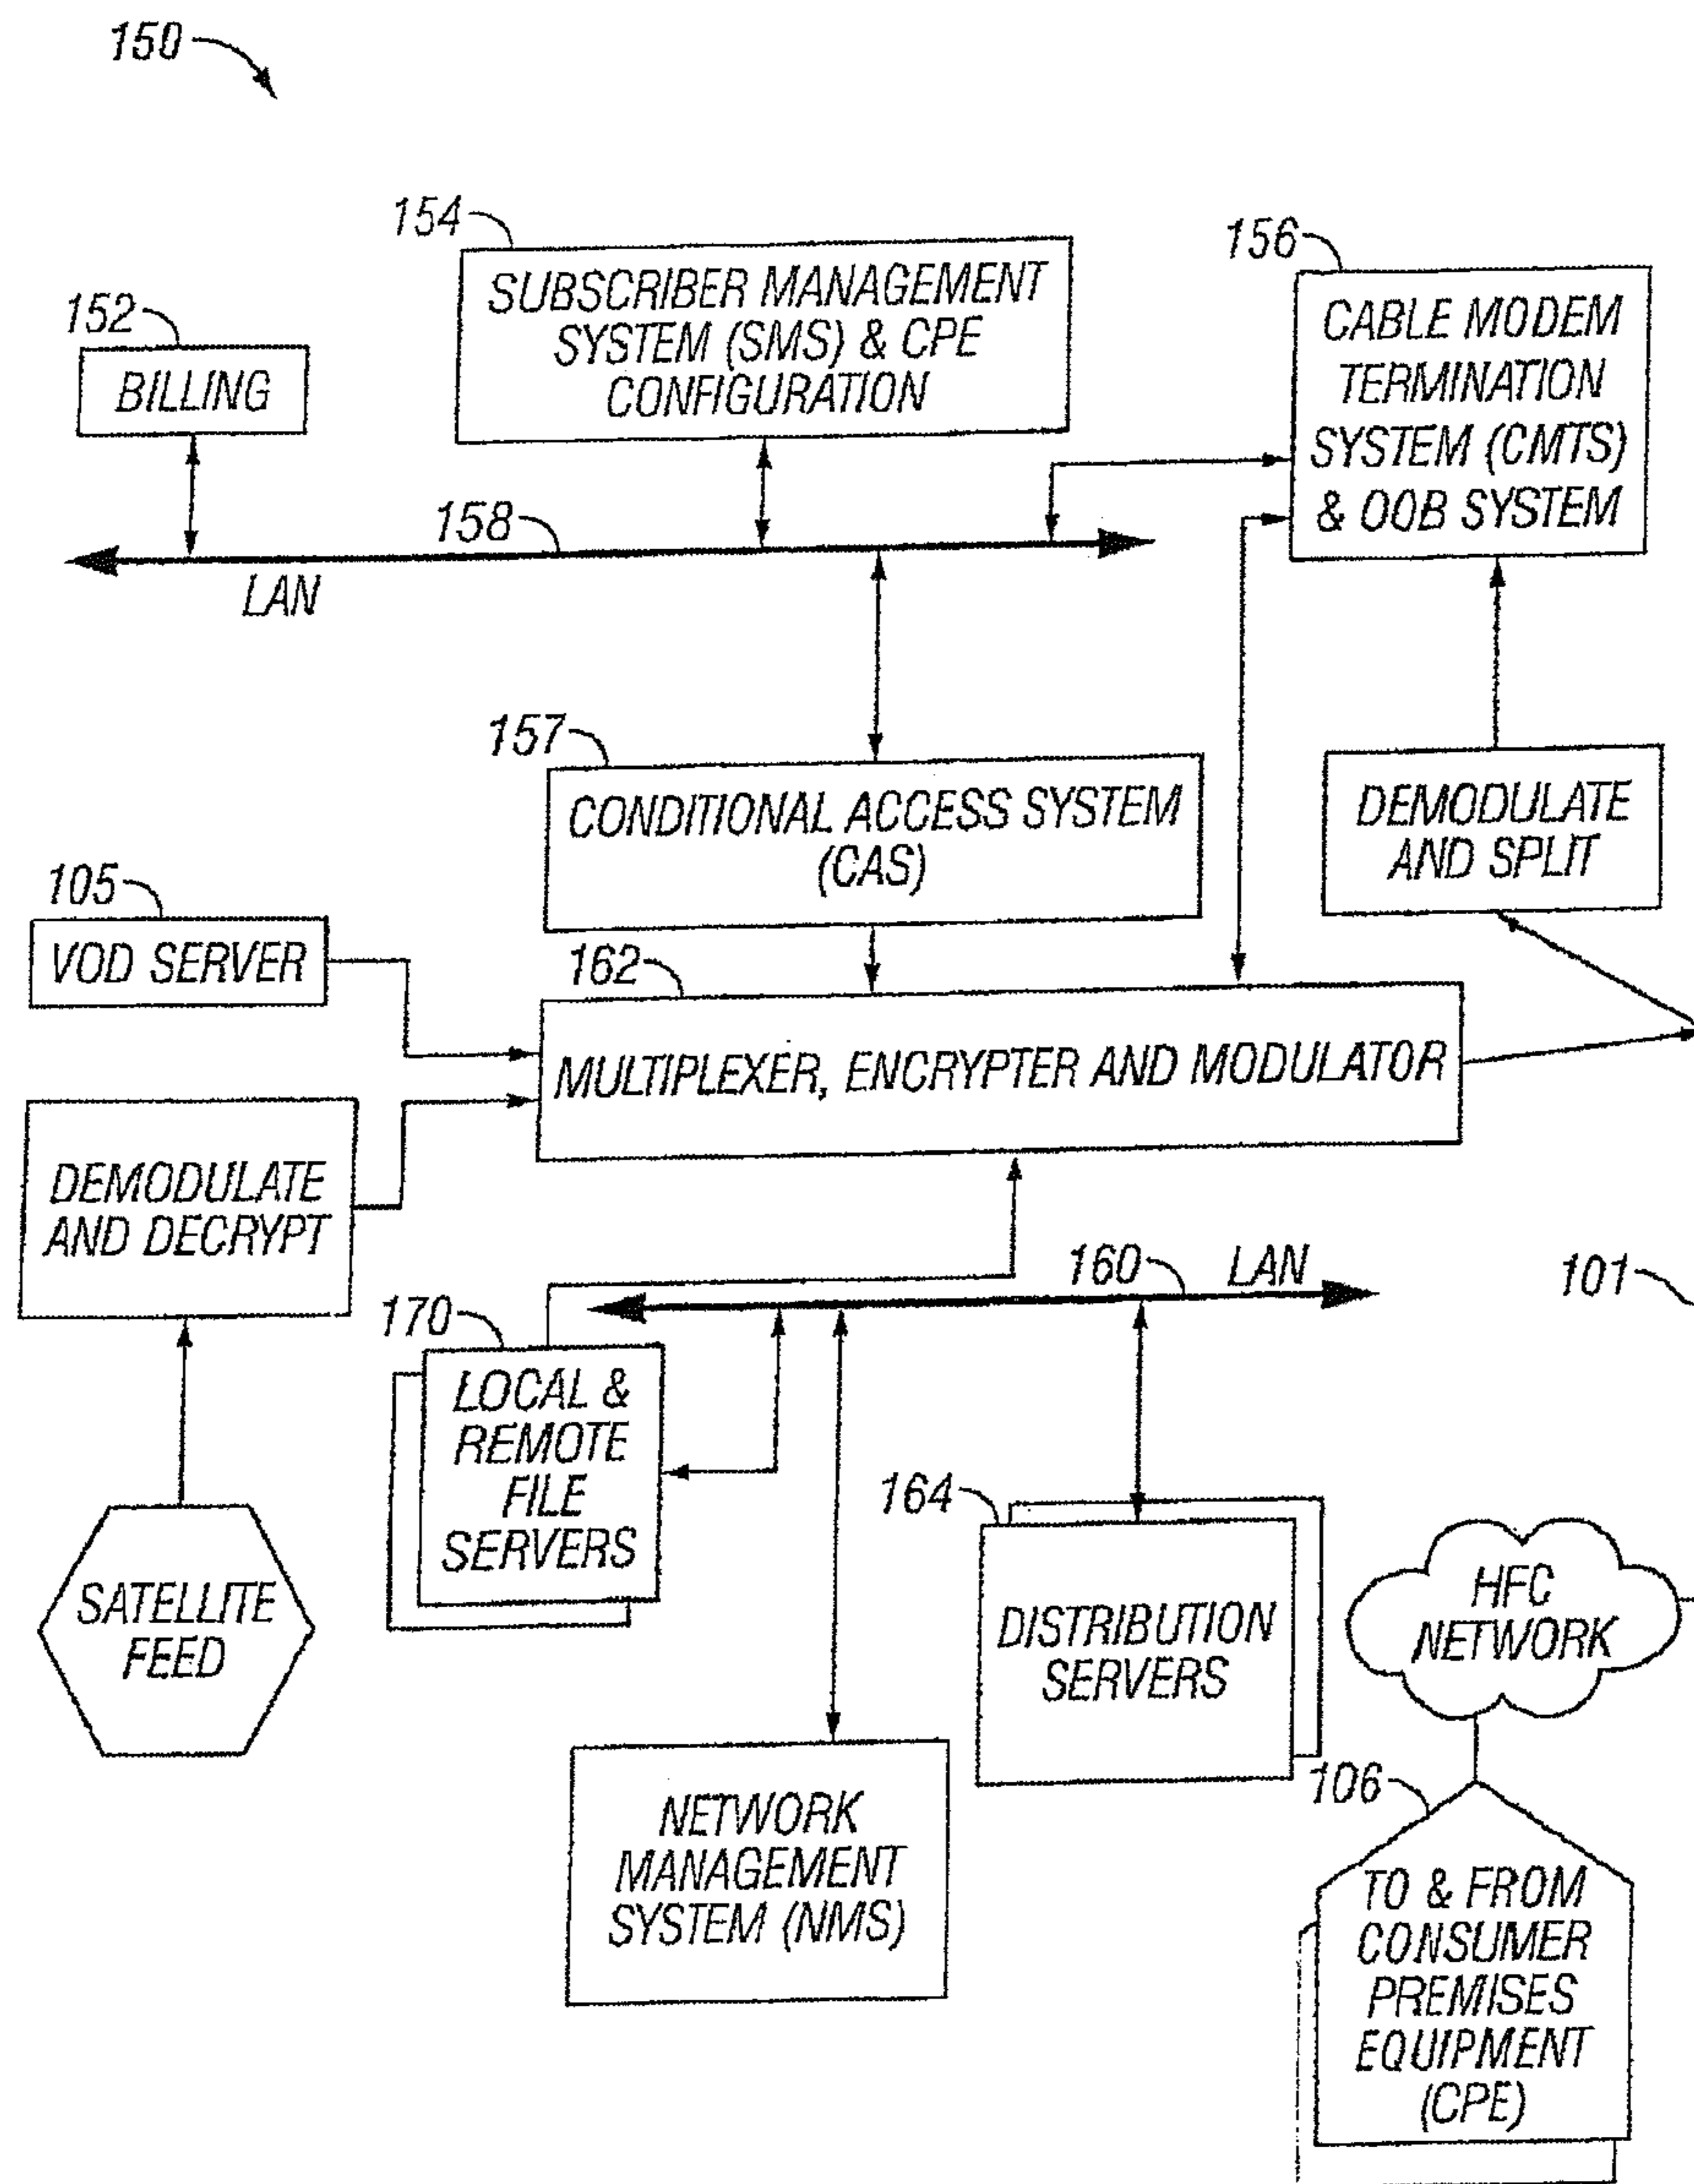 150
154
SUBSCRIBER MANAGEMENT
SYSTEM (SMS) & CPE
CONFIGURATION
156
CABLE MODEM
TERMINATION
SYSTEM (CMTS)
& OOB SYSTEM
152
BILLING
158
LAN
157
CONDITIONAL ACCESS SYSTEM
(CAS)
DEMODULATE
AND SPLIT
105
VOD SERVER
162
MULTIPLEXER, ENCRYPTER AND MODULATOR
DEMODULATE
AND DECRYPT
160
LAN
101
170
LOCAL &
REMOTE
FILE
SERVERS
164
DISTRIBUTION
SERVERS
HFC
NETWORK
SATELLITE
FEED
NETWORK
MANAGEMENT
SYSTEM (NMS)
106
TO & FROM
CONSUMER
PREMISES
EQUIPMENT
(CPE)